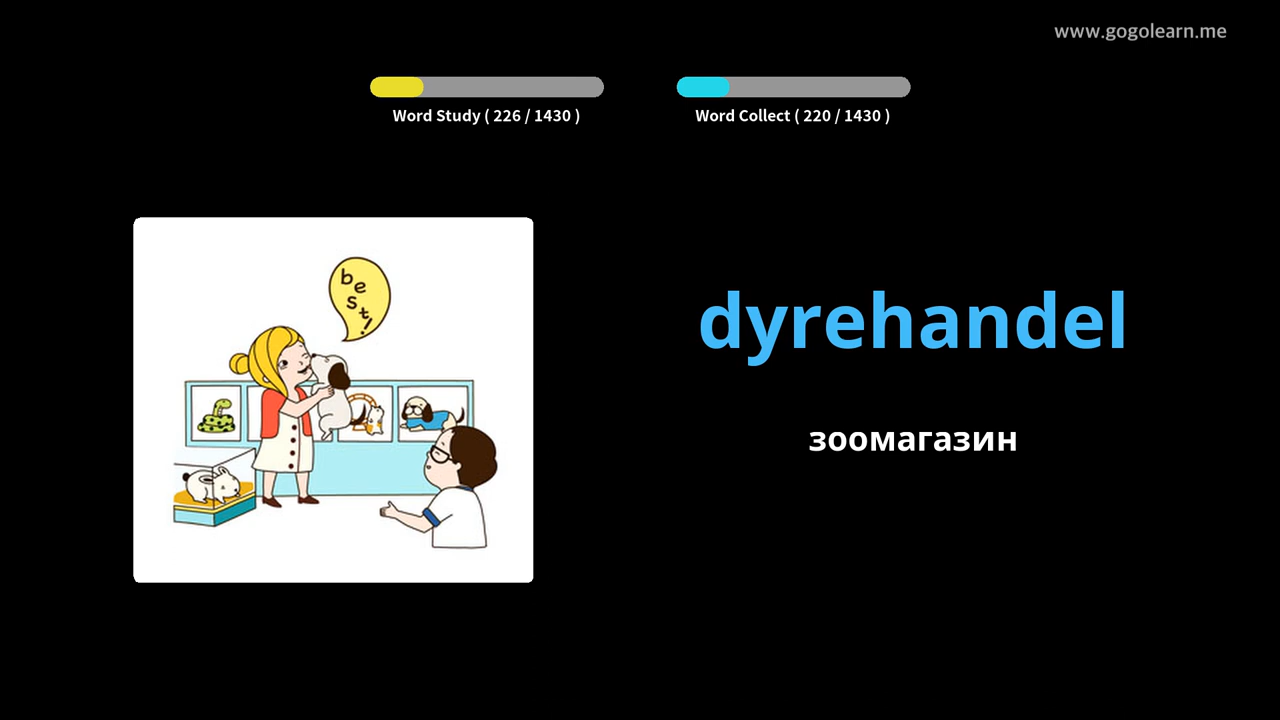 www.gogolearn.me
Word Study ( 226 / 1430 )
Word Collect ( 220 / 1430 )
best!
dyrehandel
зоомагазин